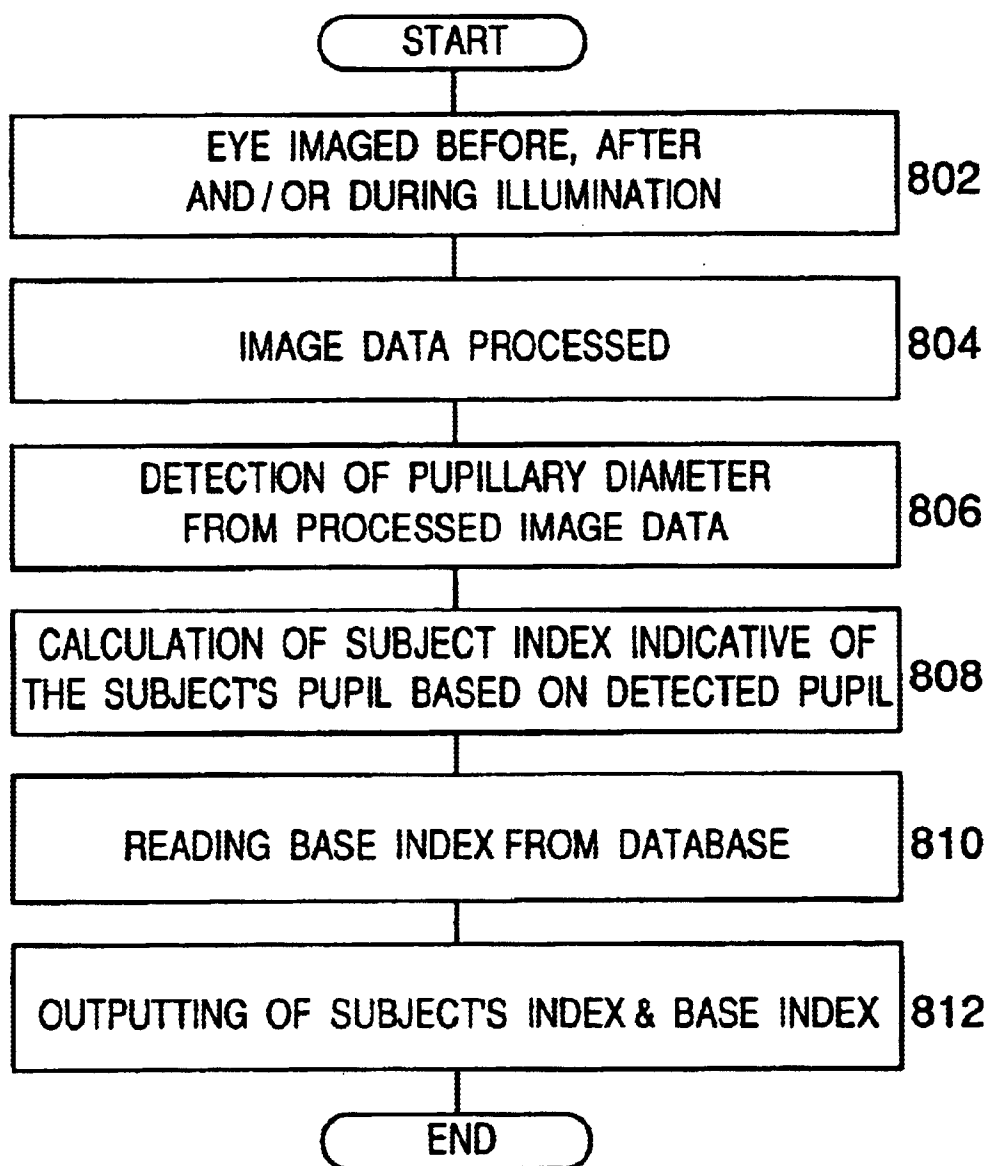 START
EYE IMAGED BEFORE, AFTER
AND/OR DURING ILLUMINATION
802
IMAGE DATA PROCESSED
804
DETECTION OF PUPILLARY DIAMETER
FROM PROCESSED IMAGE DATA
806
CALCULATION OF SUBJECT INDEX INDICATIVE OF
THE SUBJECT'S PUPIL BASED ON DETECTED PUPIL
808
READING BASE INDEX FROM DATABASE
810
OUTPUTTING OF SUBJECT'S INDEX & BASE INDEX
812
END